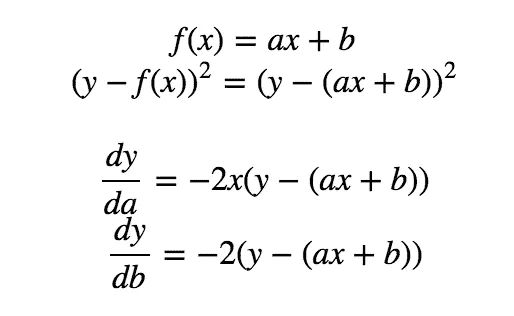 f(x) = ax + b
(y − f(x))² = (y − (ax + b))²
dy/da = −2x(y − (ax + b))
dy/db = −2(y − (ax + b))